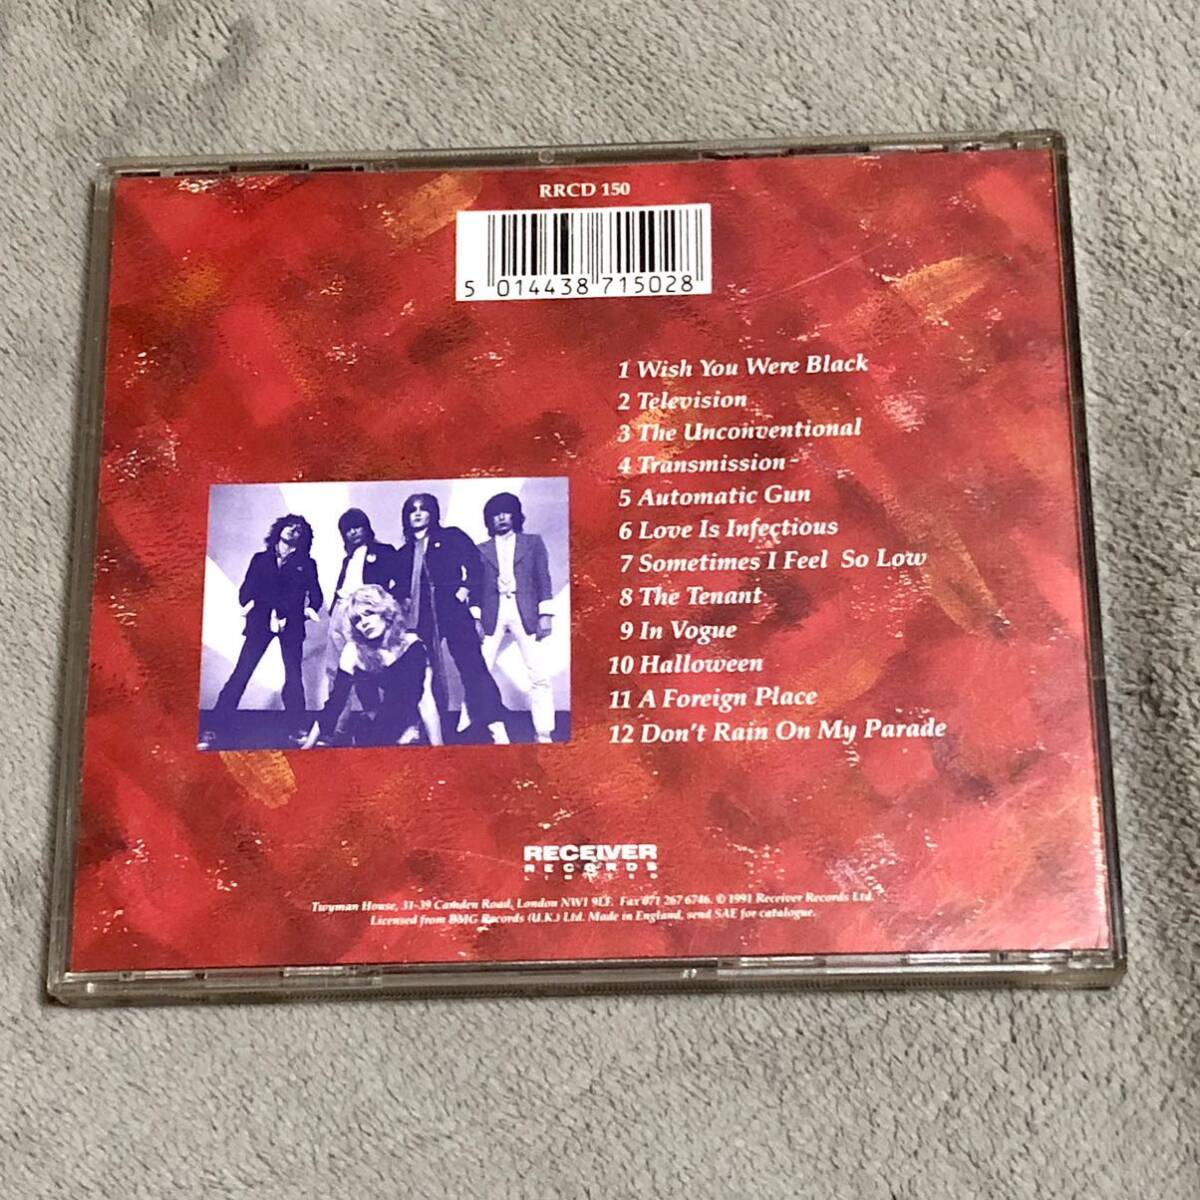 RRCD 150
5 014438 715028
1 Wish You Were Black
2 Television
3 The Unconventional
4 Transmission
5 Automatic Gun
6 Love Is Infectious
7 Sometimes I Feel So Low
8 The Tenant
9 In Vogue
10 Halloween
11 A Foreign Place
12 Don't Rain On My Parade
RECEIVER
RECORDS
LIMITED
Twyman House, 31-39 Camden Road, London NW1 9LF. Fax 071 267 6746. © 1991 Receiver Records Ltd.
Licensed from BMG Records (U.K.) Ltd. Made in England, send SAE for catalogue.